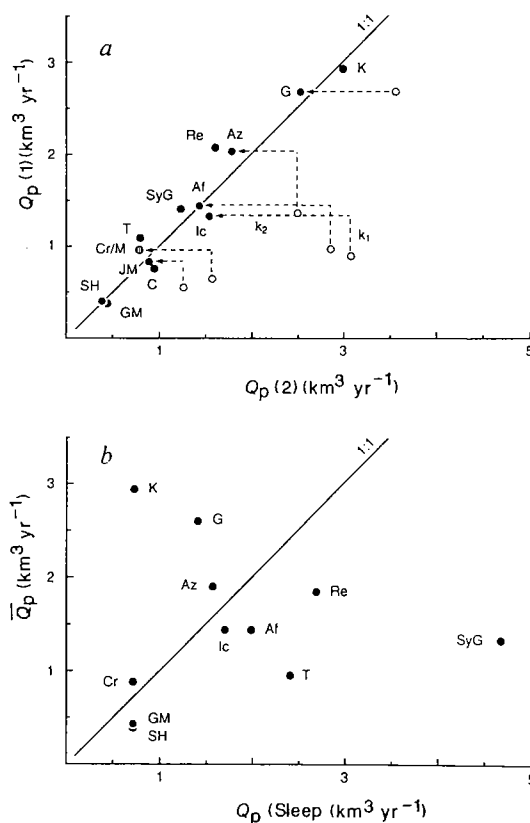 a
1:1
3
2
1
Qp (1) (km³ yr⁻¹)
K
G
Re
Az
Af
SyG
Ic
k₂
k₁
T
Cr/M
JM
C
SH
GM
1
3
5
Qp (2) (km³ yr⁻¹)
b
1:1
3
2
1
Q̅p (km³ yr⁻¹)
K
G
Az
Re
Ic
Af
SyG
Cr
T
GM
SH
1
3
5
Qp (Sleep (km³ yr⁻¹)